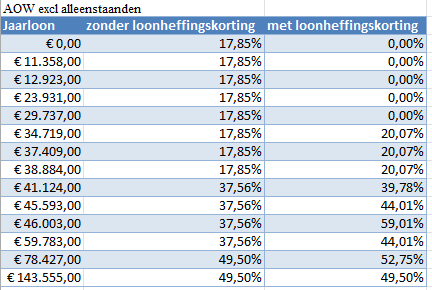 AOW excl alleenstaanden
Jaarloon zonder loonheffingskorting met loonheffingskorting
€ 0,00 17,85% 0,00%
€ 11.358,00 17,85% 0,00%
€ 12.923,00 17,85% 0,00%
€ 23.931,00 17,85% 0,00%
€ 29.737,00 17,85% 0,00%
€ 34.719,00 17,85% 20,07%
€ 37.409,00 17,85% 20,07%
€ 38.884,00 17,85% 20,07%
€ 41.124,00 37,56% 39,78%
€ 45.593,00 37,56% 44,01%
€ 46.003,00 37,56% 59,01%
€ 59.783,00 37,56% 44,01%
€ 78.427,00 49,50% 52,75%
€ 143.555,00 49,50% 49,50%